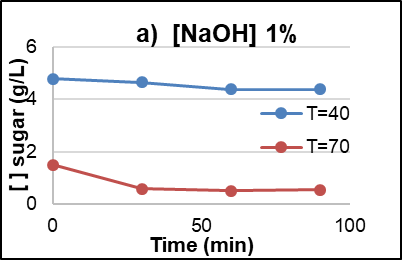 a) [NaOH] 1%
[ ] sugar (g/L)
6
4
2
0
T=40
T=70
0
50
100
Time (min)